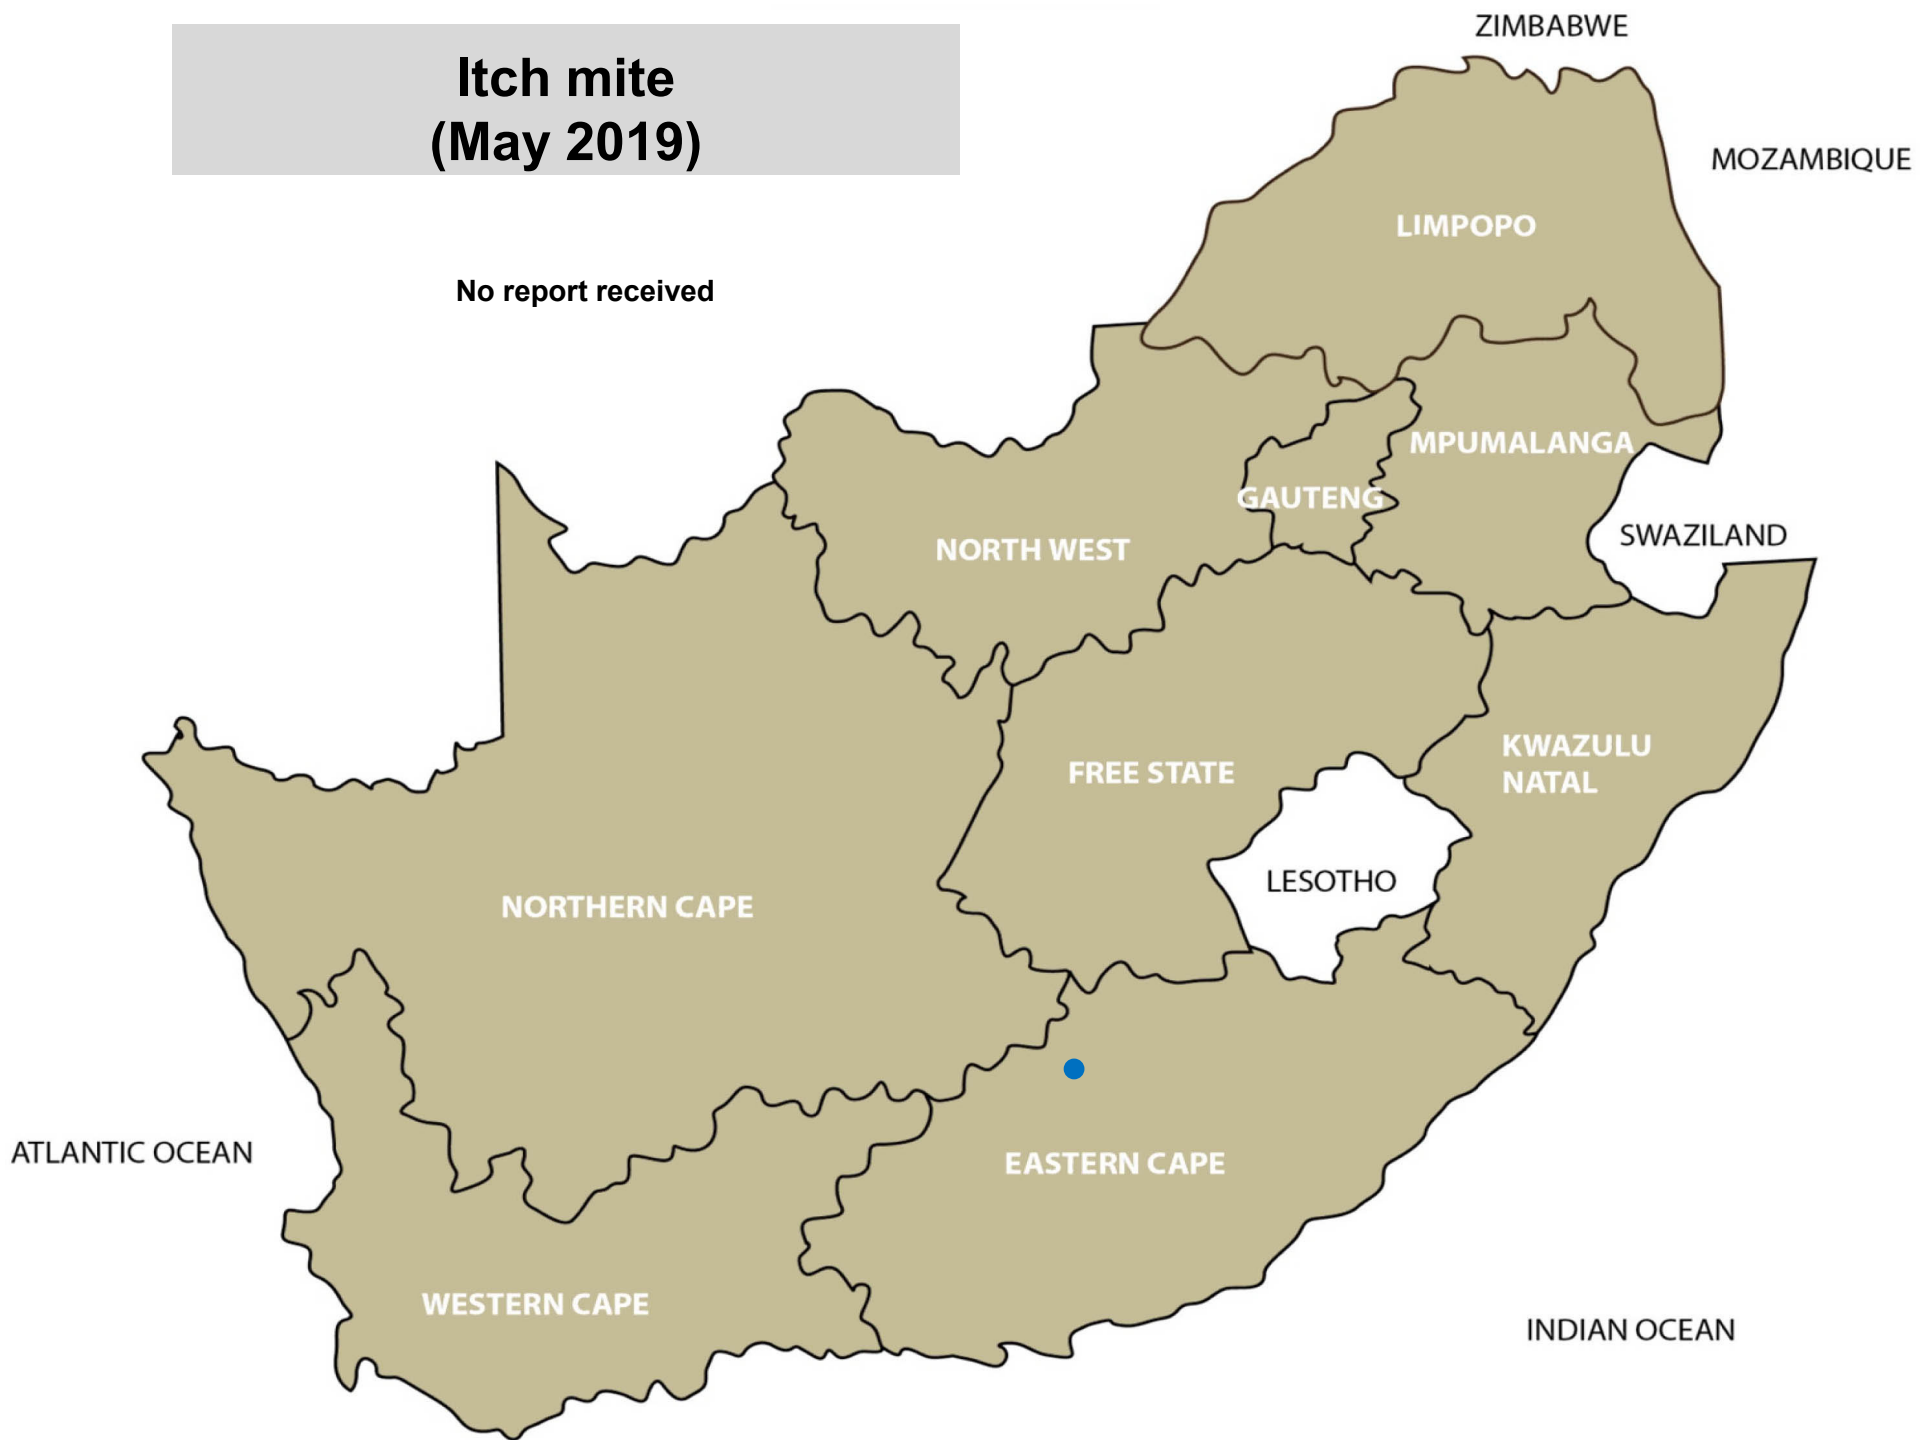 Itch mite
(May 2019)
No report received
ZIMBABWE
MOZAMBIQUE
LIMPOPO
MPUMALANGA
GAUTENG
SWAZILAND
NORTH WEST
KWAZULU
NATAL
FREE STATE
LESOTHO
NORTHERN CAPE
ATLANTIC OCEAN
EASTERN CAPE
WESTERN CAPE
INDIAN OCEAN